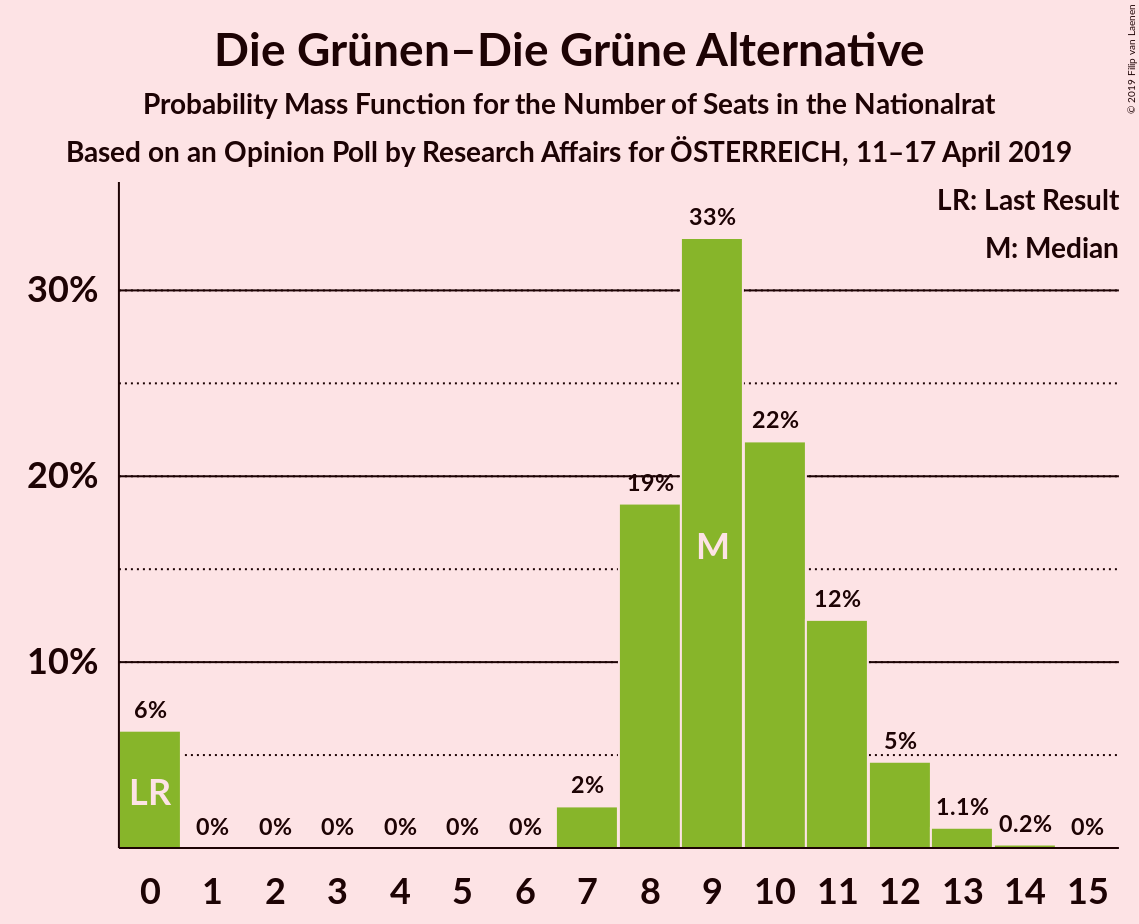 Die Grünen–Die Grüne Alternative
Probability Mass Function for the Number of Seats in the Nationalrat
Based on an Opinion Poll by Research Affairs for ÖSTERREICH, 11–17 April 2019
© 2019 Filip van Laenen
LR: Last Result
M: Median
33%
30%
22%
20%
19%
M
12%
10%
6%
5%
LR
2%
1.1%
0.2%
0% 0% 0% 0% 0% 0% 0%
0 1 2 3 4 5 6 7 8 9 10 11 12 13 14 15